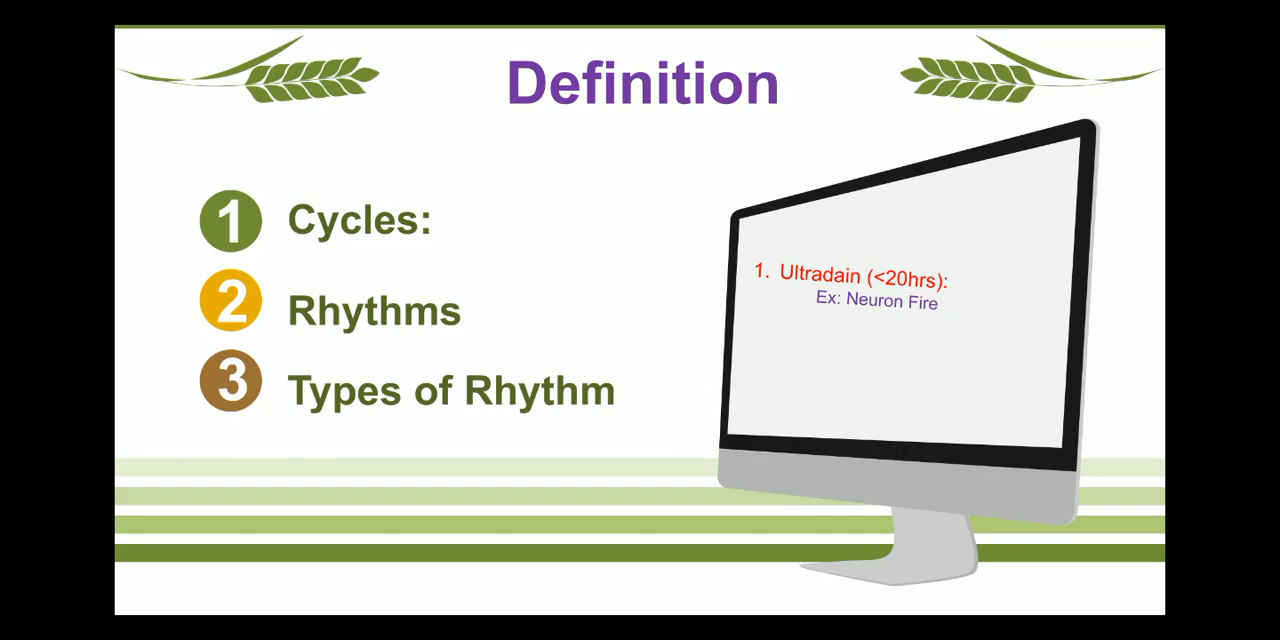 Definition
1 Cycles:
2 Rhythms
3 Types of Rhythm
1. Ultradain (<20hrs):
Ex: Neuron Fire